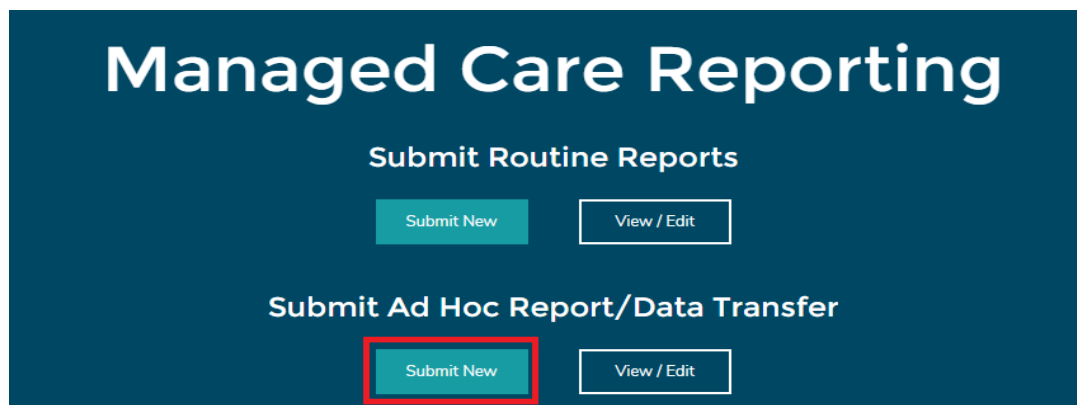 Managed Care Reporting
Submit Routine Reports
Submit New View / Edit
Submit Ad Hoc Report/Data Transfer
Submit New View / Edit